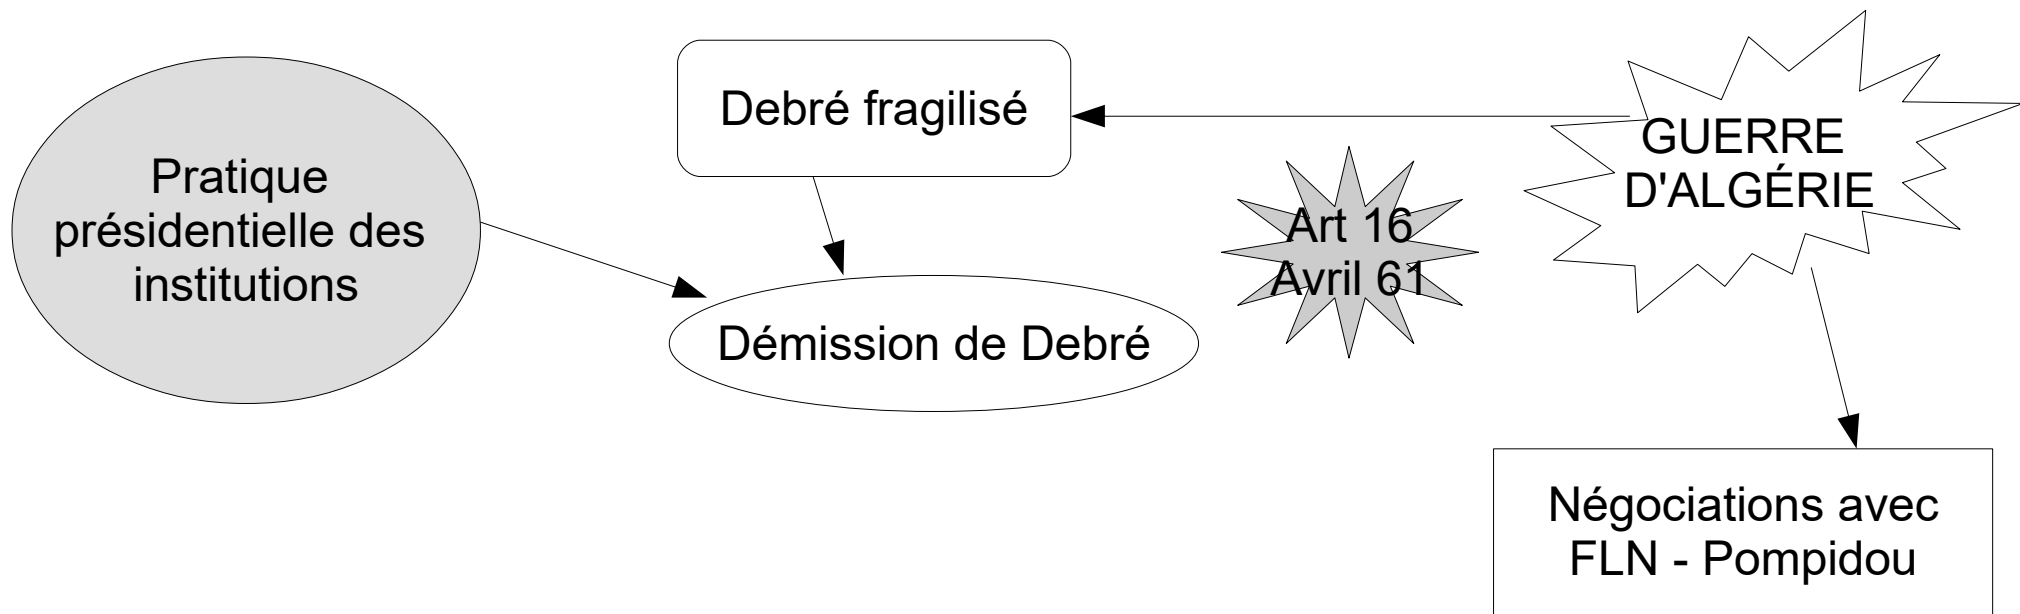 Pratique
présidentielle des
institutions
Debré fragilisé
Démission de Debré
Art 16
Avril 61
GUERRE
D'ALGÉRIE
Négociations avec
FLN - Pompidou